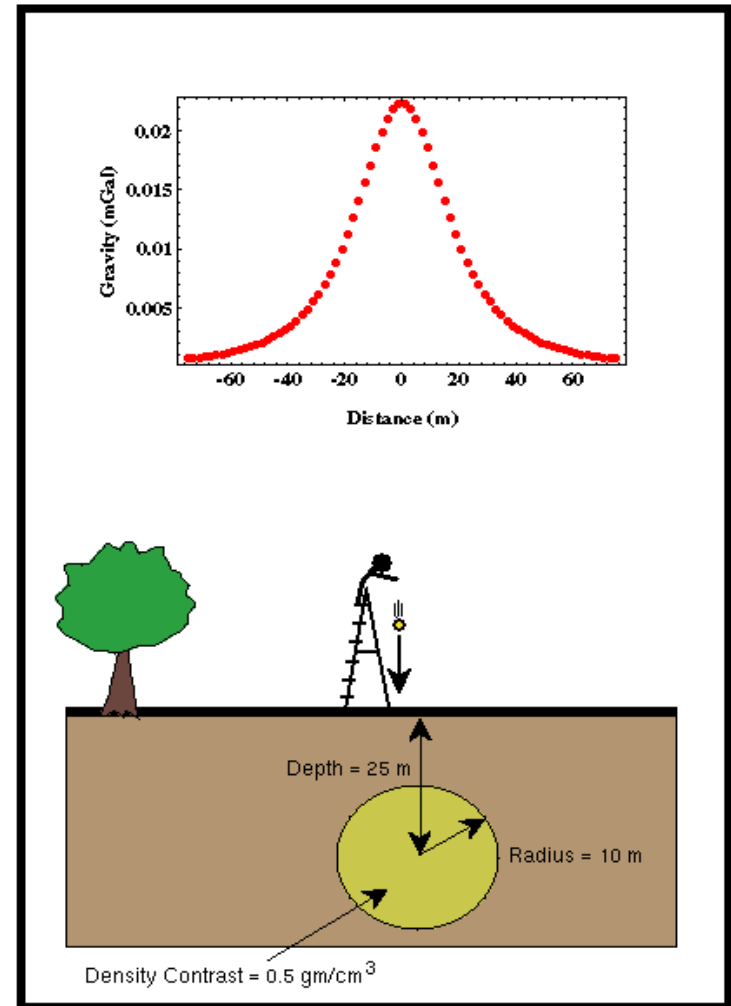 0.02
0.015
0.01
0.005
Gravity (mGal)
-60 -40 -20 0 20 40 60
Distance (m)
Depth = 25 m
Radius = 10 m
Density Contrast = 0.5 gm/cm³